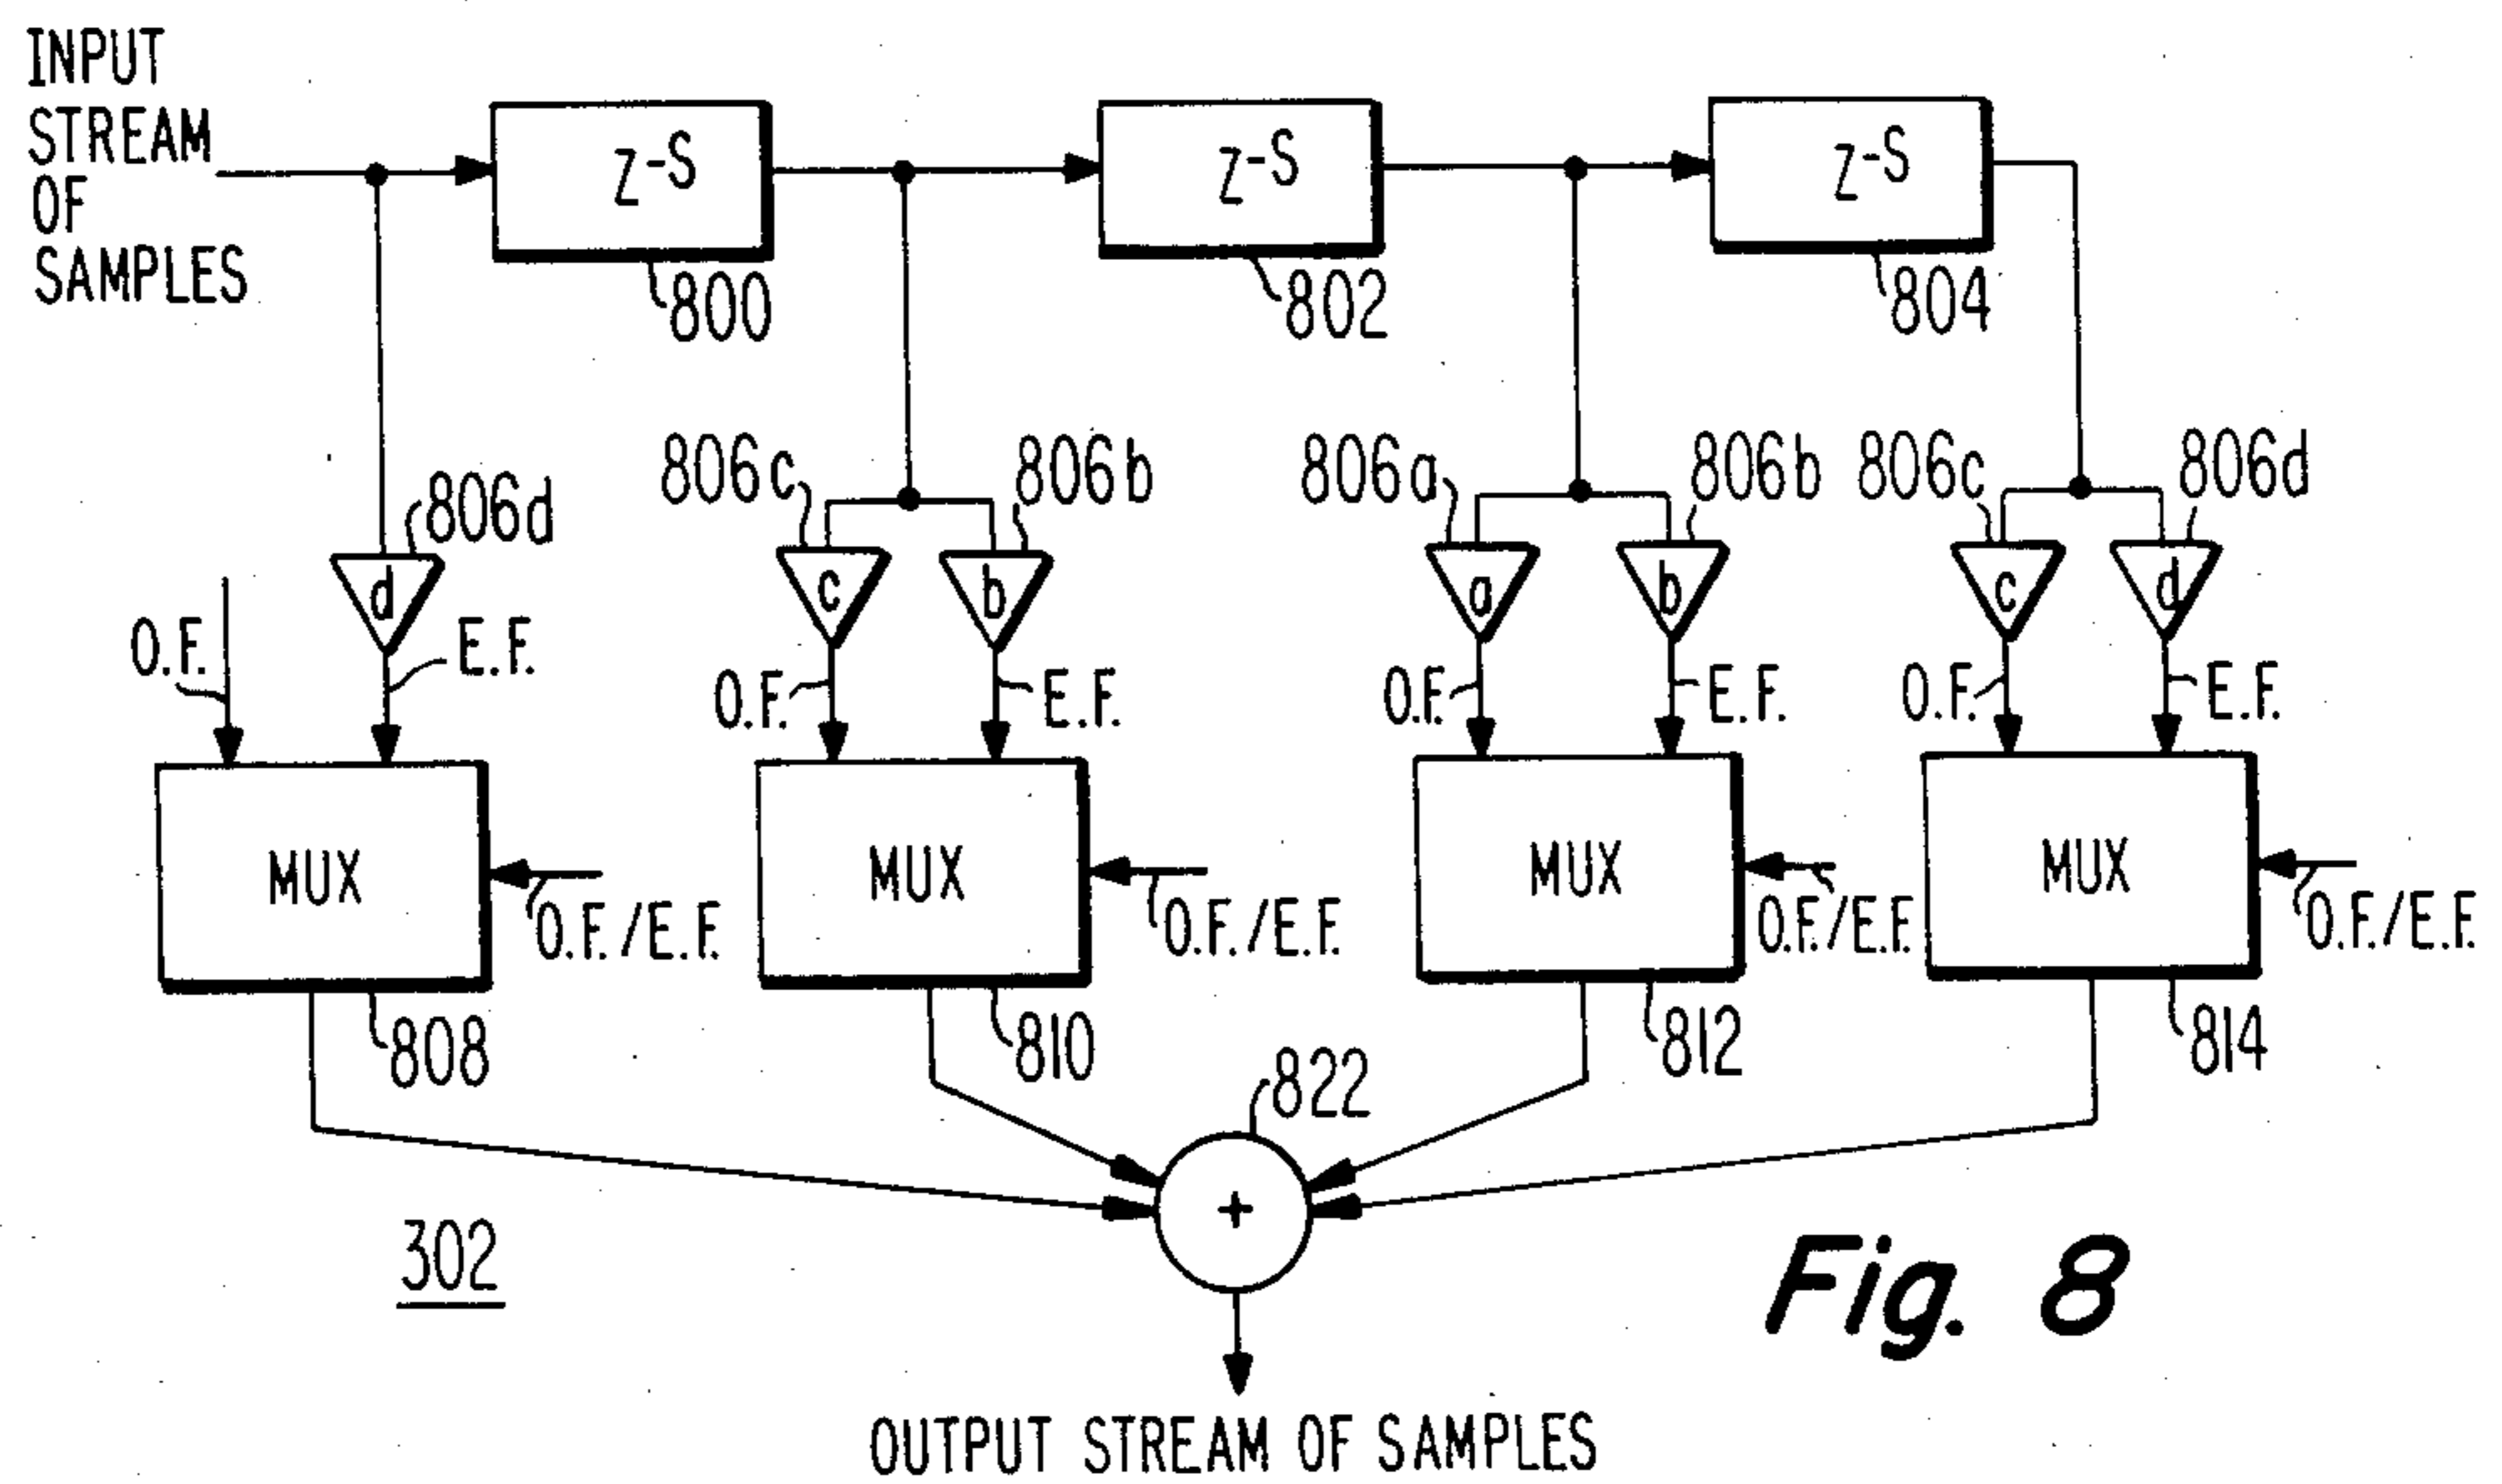 INPUT
STREAM
OF
SAMPLES
Z-S
Z-S
Z-S
800
802
804
806d
806c
806b
806a
806b
806c
806d
d
c
b
a
b
c
d
O.F.
E.F.
O.F.
E.F.
O.F.
E.F.
O.F.
E.F.
MUX
MUX
MUX
MUX
O.F./E.F.
O.F./E.F.
O.F./E.F.
O.F./E.F.
808
810
812
814
822
+
302
Fig. 8
OUTPUT STREAM OF SAMPLES